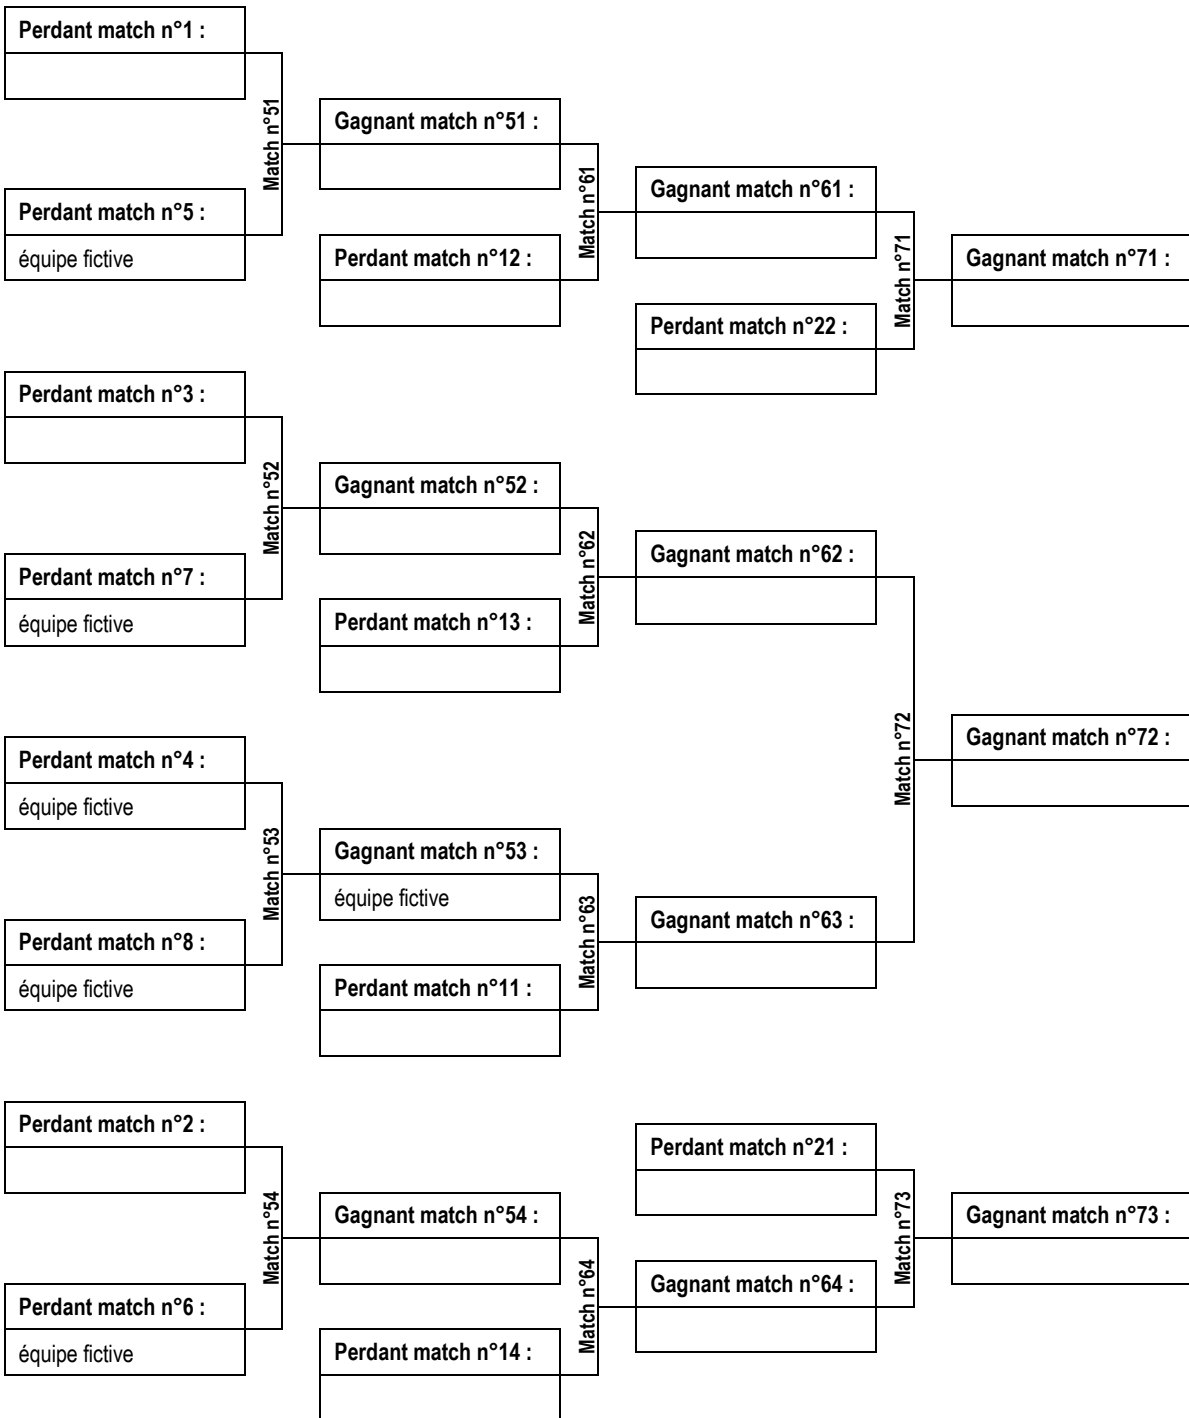 Perdant match n°1 :
Match n°51
Perdant match n°5 :
équipe fictive
Gagnant match n°51 :
Match n°61
Perdant match n°12 :
Gagnant match n°61 :
Match n°71
Perdant match n°22 :
Gagnant match n°71 :
Perdant match n°3 :
Match n°52
Perdant match n°7 :
équipe fictive
Gagnant match n°52 :
Match n°62
Perdant match n°13 :
Gagnant match n°62 :
Match n°72
Gagnant match n°72 :
Perdant match n°4 :
équipe fictive
Match n°53
Perdant match n°8 :
équipe fictive
Gagnant match n°53 :
équipe fictive
Match n°63
Perdant match n°11 :
Gagnant match n°63 :
Perdant match n°2 :
Match n°54
Perdant match n°6 :
équipe fictive
Gagnant match n°54 :
Match n°64
Perdant match n°14 :
Perdant match n°21 :
Match n°73
Gagnant match n°64 :
Gagnant match n°73 :